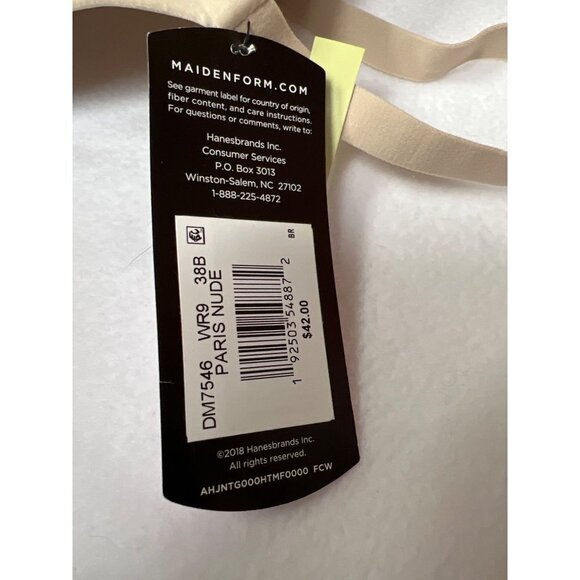 MAIDENFORM.COM
See garment label for country of origin,
fiber content, and care instructions.
For questions or comments, write to:
Hanesbrands Inc.
Consumer Services
P.O. Box 3013
Winston-Salem, NC 27102
1-888-225-4872
DM7546 WR9 38B
PARIS NUDE
1 92503 54887 2
$42.00
BR
©2018 Hanesbrands Inc.
All rights reserved.
AHJNTG000HTMF0000 FCW